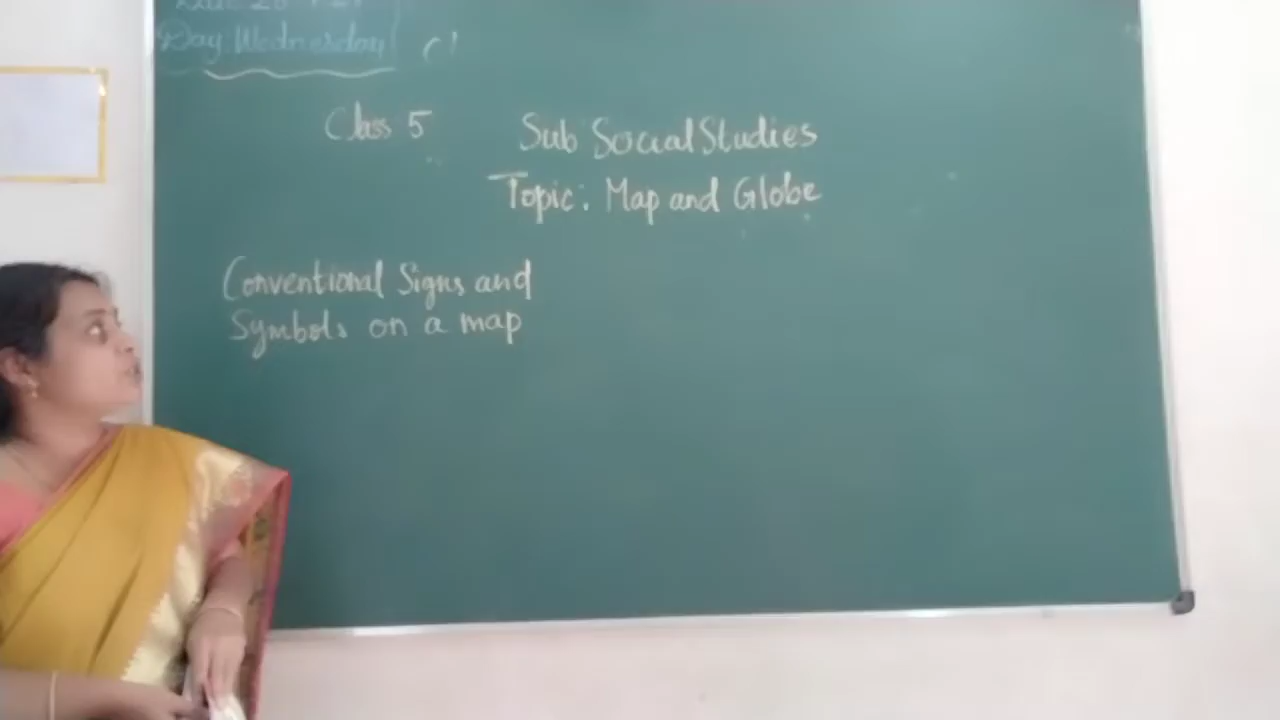 Day Wednesday
Class 5
Sub Social Studies
Topic: Map and Globe
Conventional Signs and
Symbols on a map